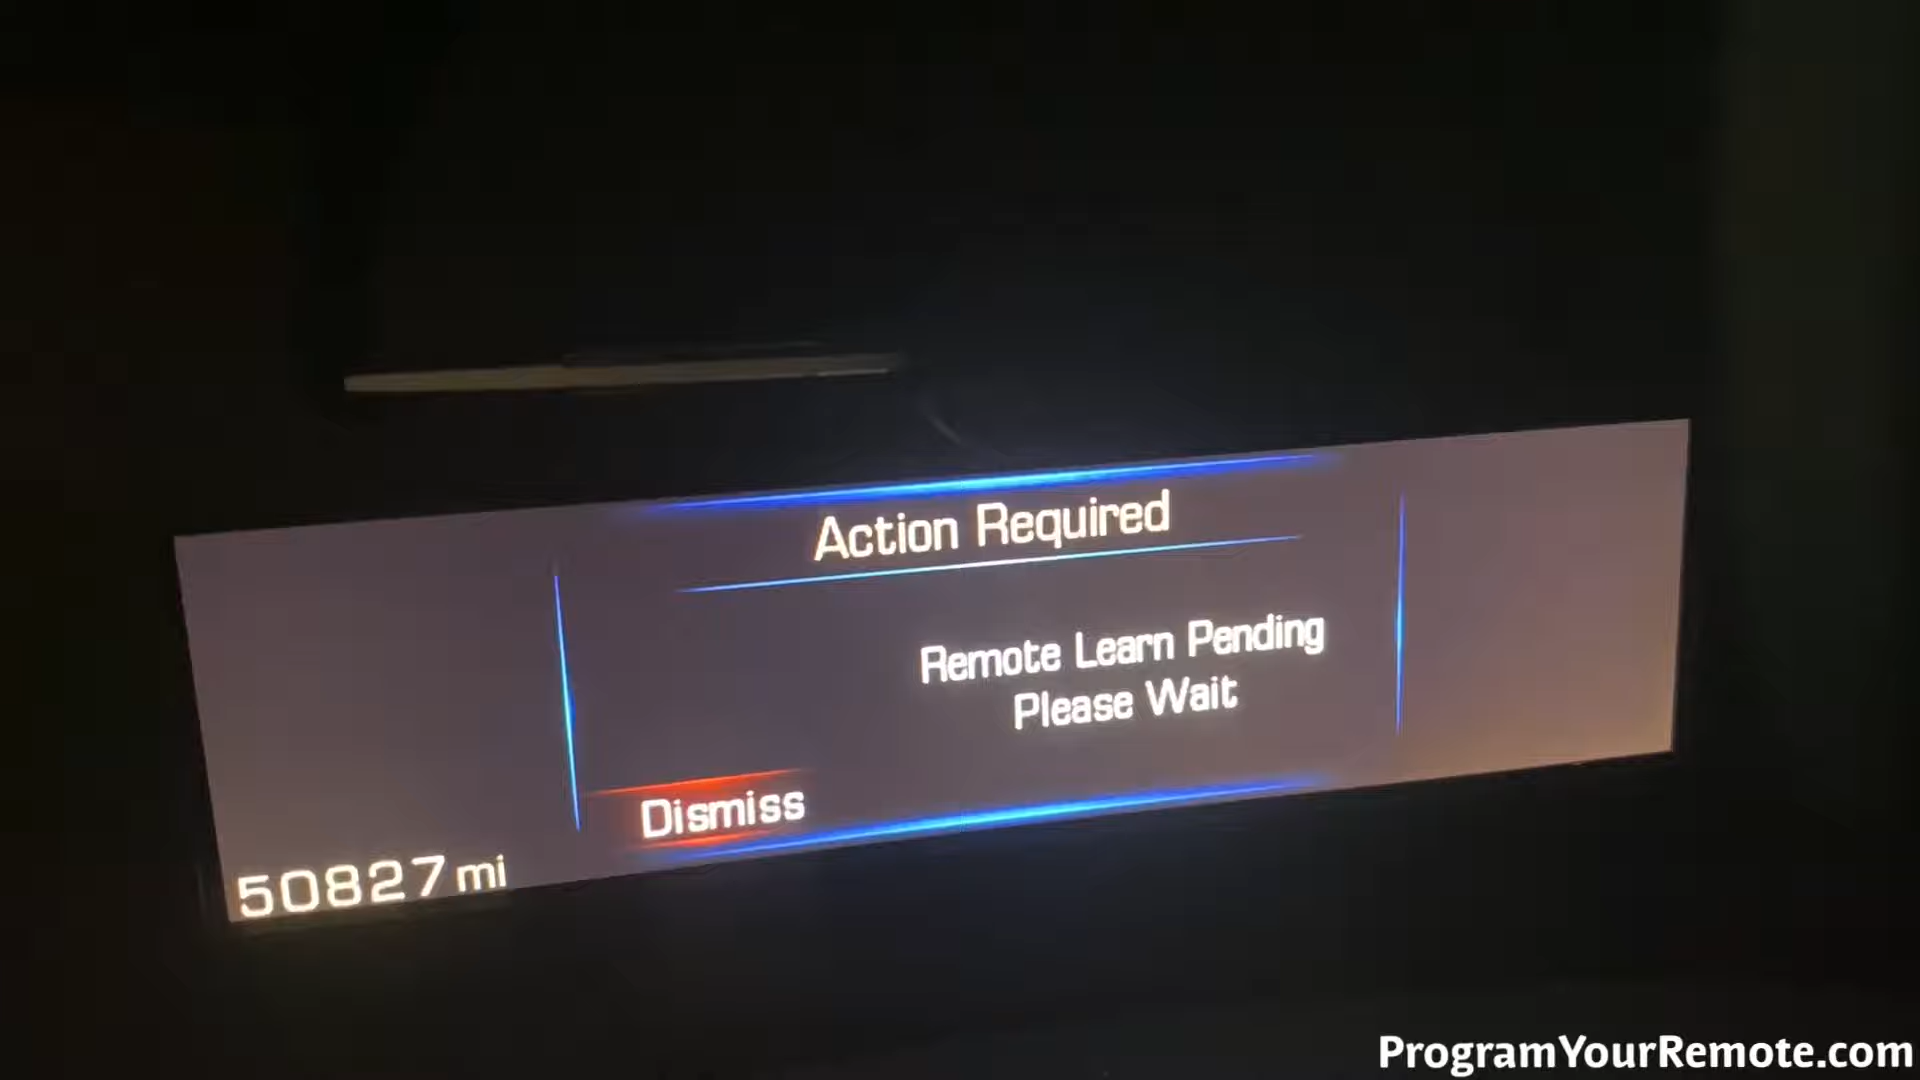 Action Required
Remote Learn Pending
Please Wait
Dismiss
50827 mi
ProgramYourRemote.com